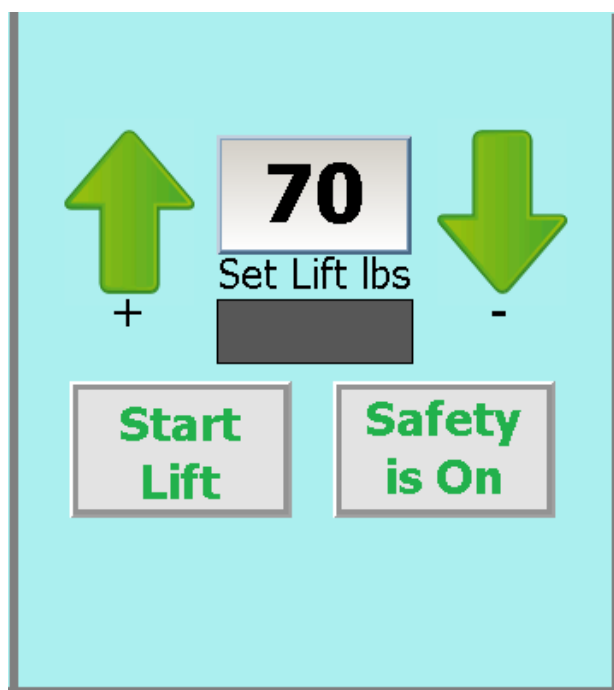 70
Set Lift lbs
+
-
Start
Lift
Safety
is On